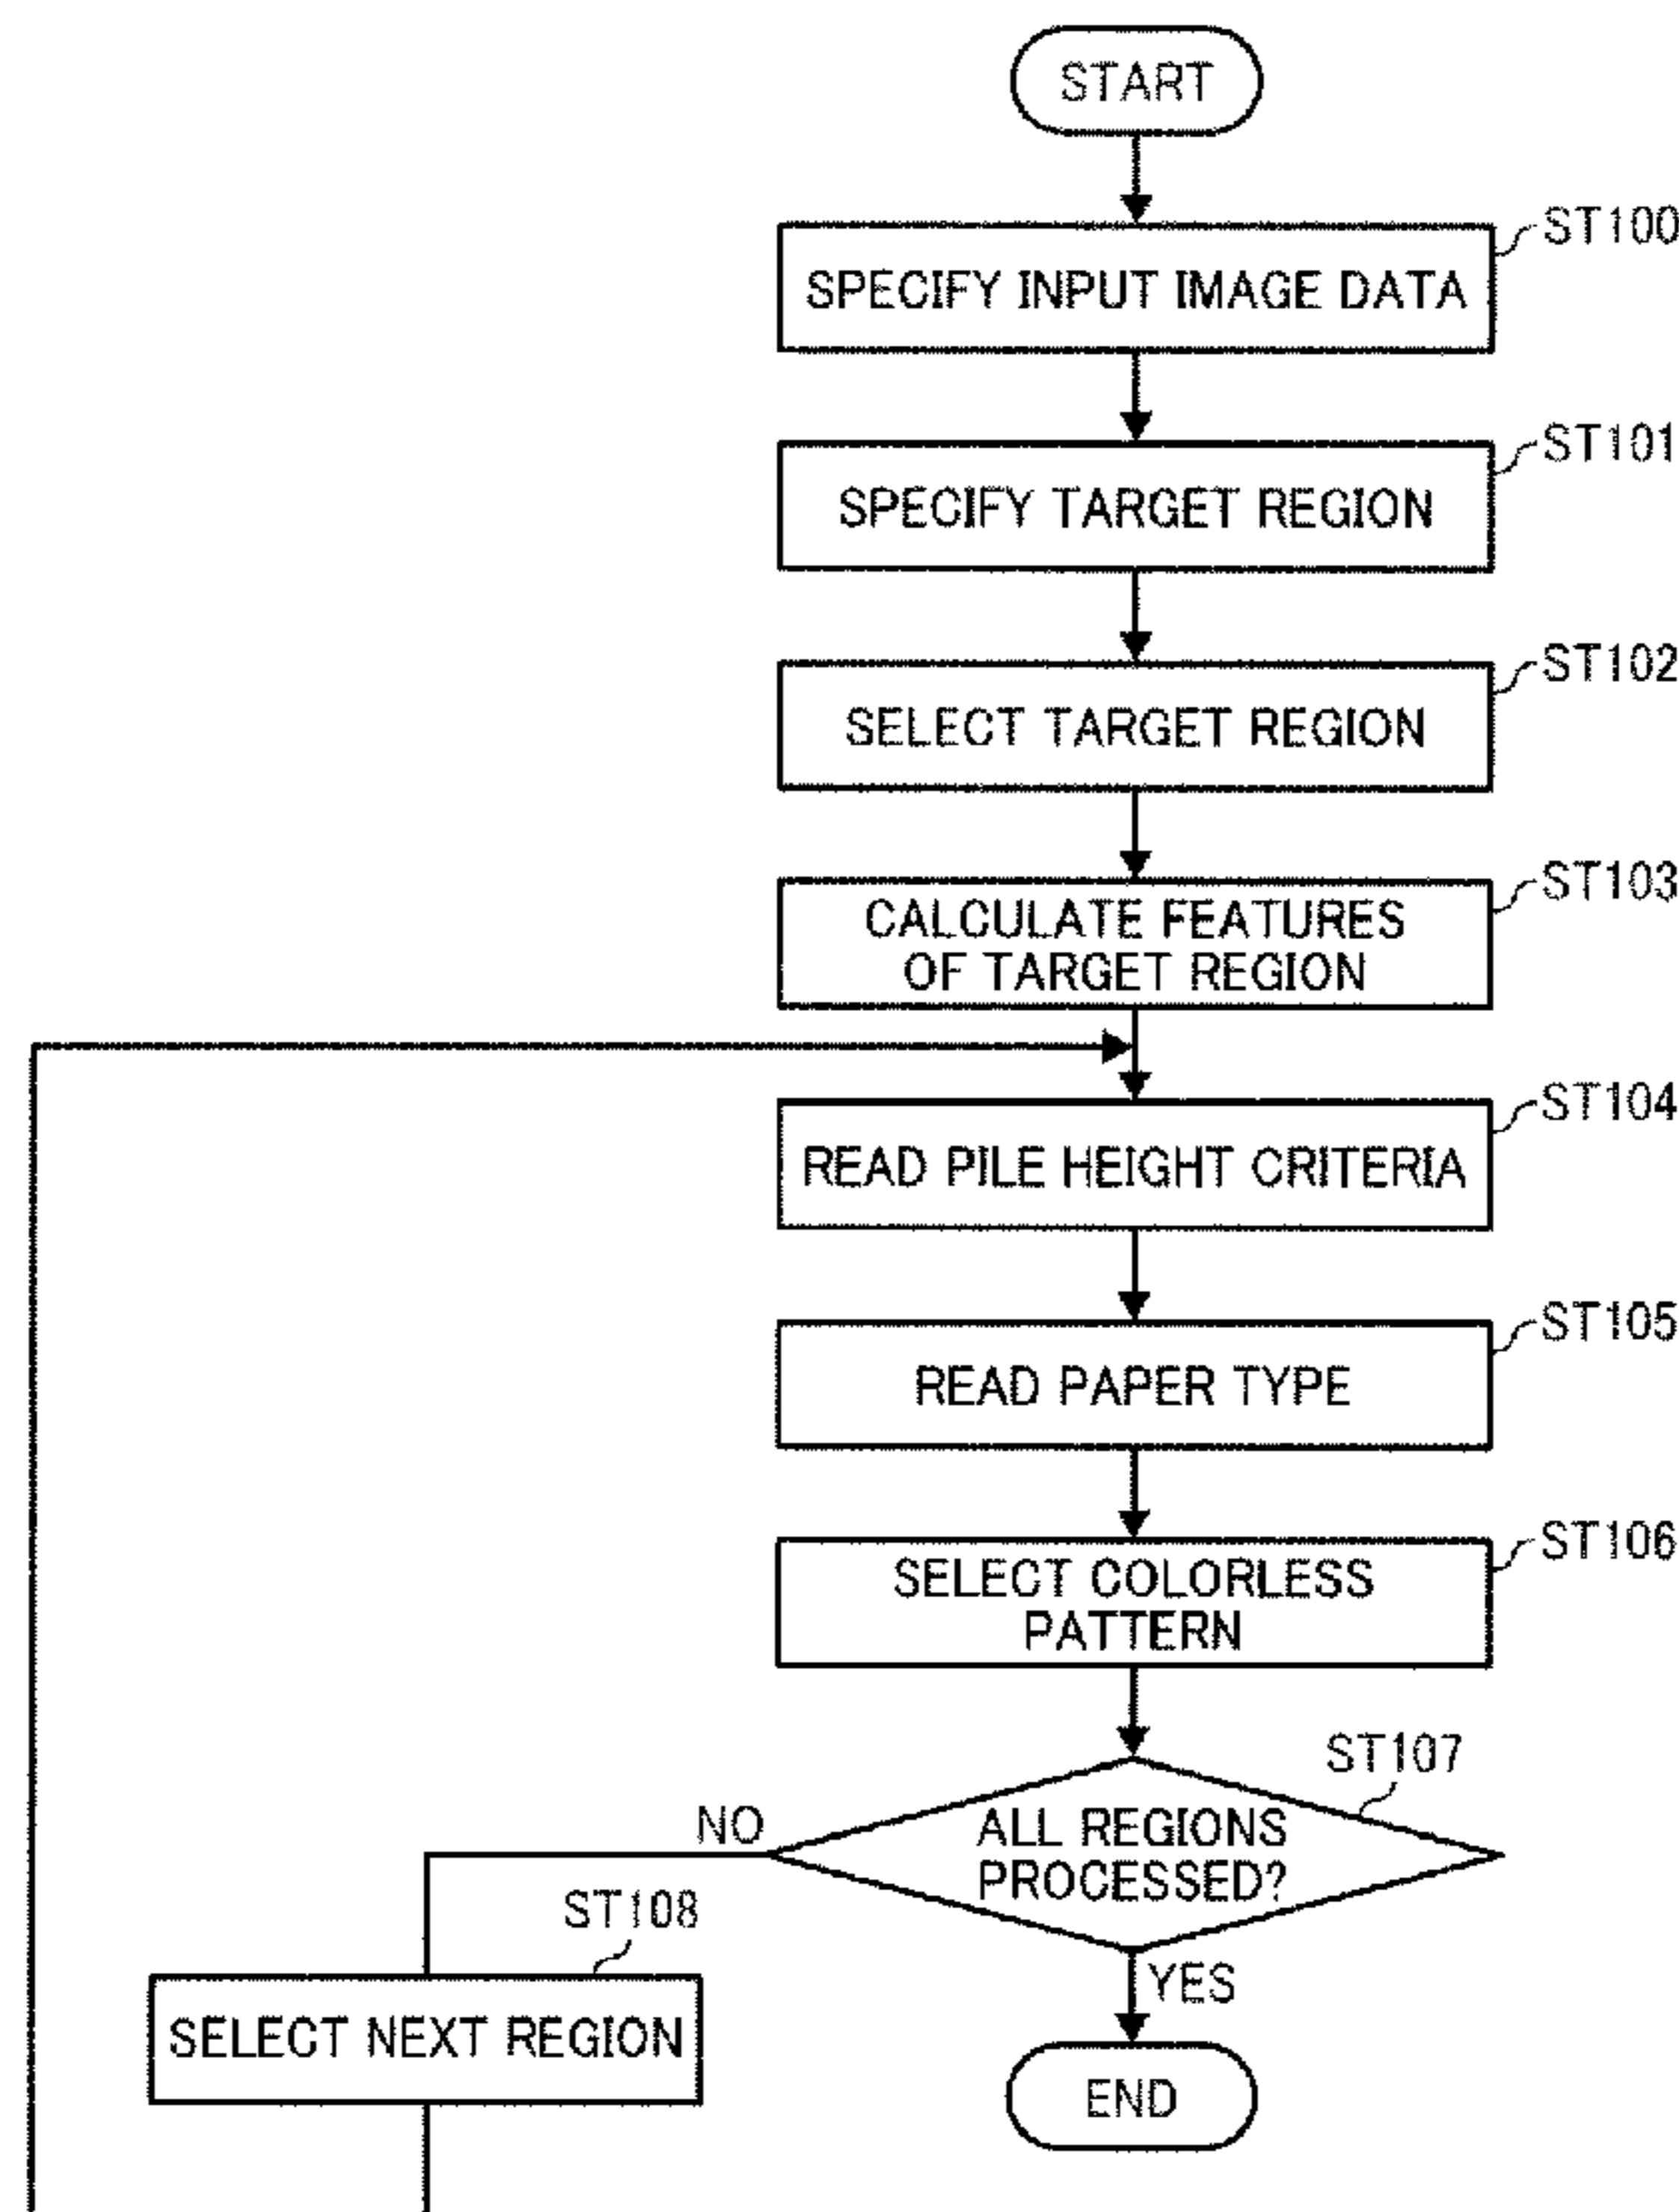 START
ST100
SPECIFY INPUT IMAGE DATA
ST101
SPECIFY TARGET REGION
ST102
SELECT TARGET REGION
ST103
CALCULATE FEATURES
OF TARGET REGION
ST104
READ PILE HEIGHT CRITERIA
ST105
READ PAPER TYPE
ST106
SELECT COLORLESS
PATTERN
ST107
NO
ALL REGIONS
PROCESSED?
ST108
YES
SELECT NEXT REGION
END